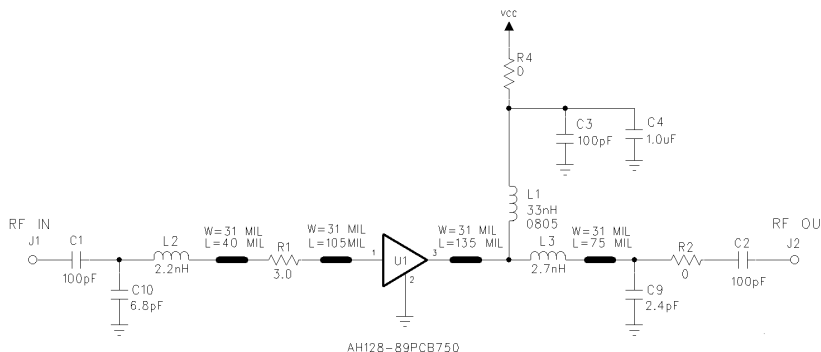 vcc
R4
0
C3
100pF
C4
1.0uF
L1
33nH
0805
RF IN
J1
C1
100pF
C10
6.8pF
L2
2.2nH
W=31 MIL
L=40 MIL
R1
3.0
W=31 MIL
L=105MIL
1
U1
2
3
W=31 MIL
L=135 MIL
L3
2.7nH
W=31 MIL
L=75 MIL
C9
2.4pF
R2
0
C2
100pF
RF OU
J2
AH128-89PCB750